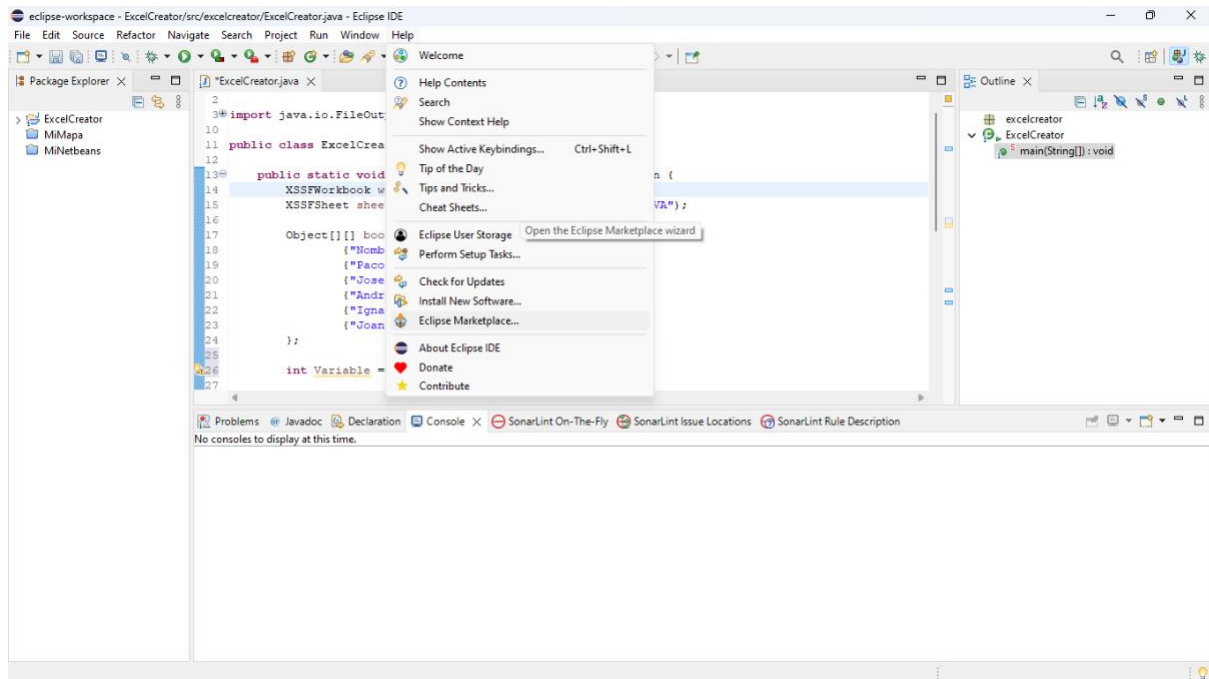 eclipse-workspace - ExcelCreator/src/excelcreator/ExcelCreator.java - Eclipse IDE
File Edit Source Refactor Navigate Search Project Run Window Help
Package Explorer
ExcelCreator
MiMapa
MiNetbeans
*ExcelCreator.java
2
3 import java.io.FileOut
10
11 public class ExcelCrea
12
13 public static void n {
14 XSSFWorkbook w
15 XSSFSheet shee VA");
16
17 Object[][] boo
18 {"Nomb
19 {"Paco
20 {"Jose
21 {"Andr
22 {"Igna
23 {"Joan
24 };
25
26 int Variable =
27
Welcome
Help Contents
Search
Show Context Help
Show Active Keybindings... Ctrl+Shift+L
Tip of the Day
Tips and Tricks...
Cheat Sheets...
Eclipse User Storage
Open the Eclipse Marketplace wizard
Perform Setup Tasks...
Check for Updates
Install New Software...
Eclipse Marketplace...
About Eclipse IDE
Donate
Contribute
Outline
excelcreator
ExcelCreator
main(String[]) : void
Problems Javadoc Declaration Console SonarLint On-The-Fly SonarLint Issue Locations SonarLint Rule Description
No consoles to display at this time.